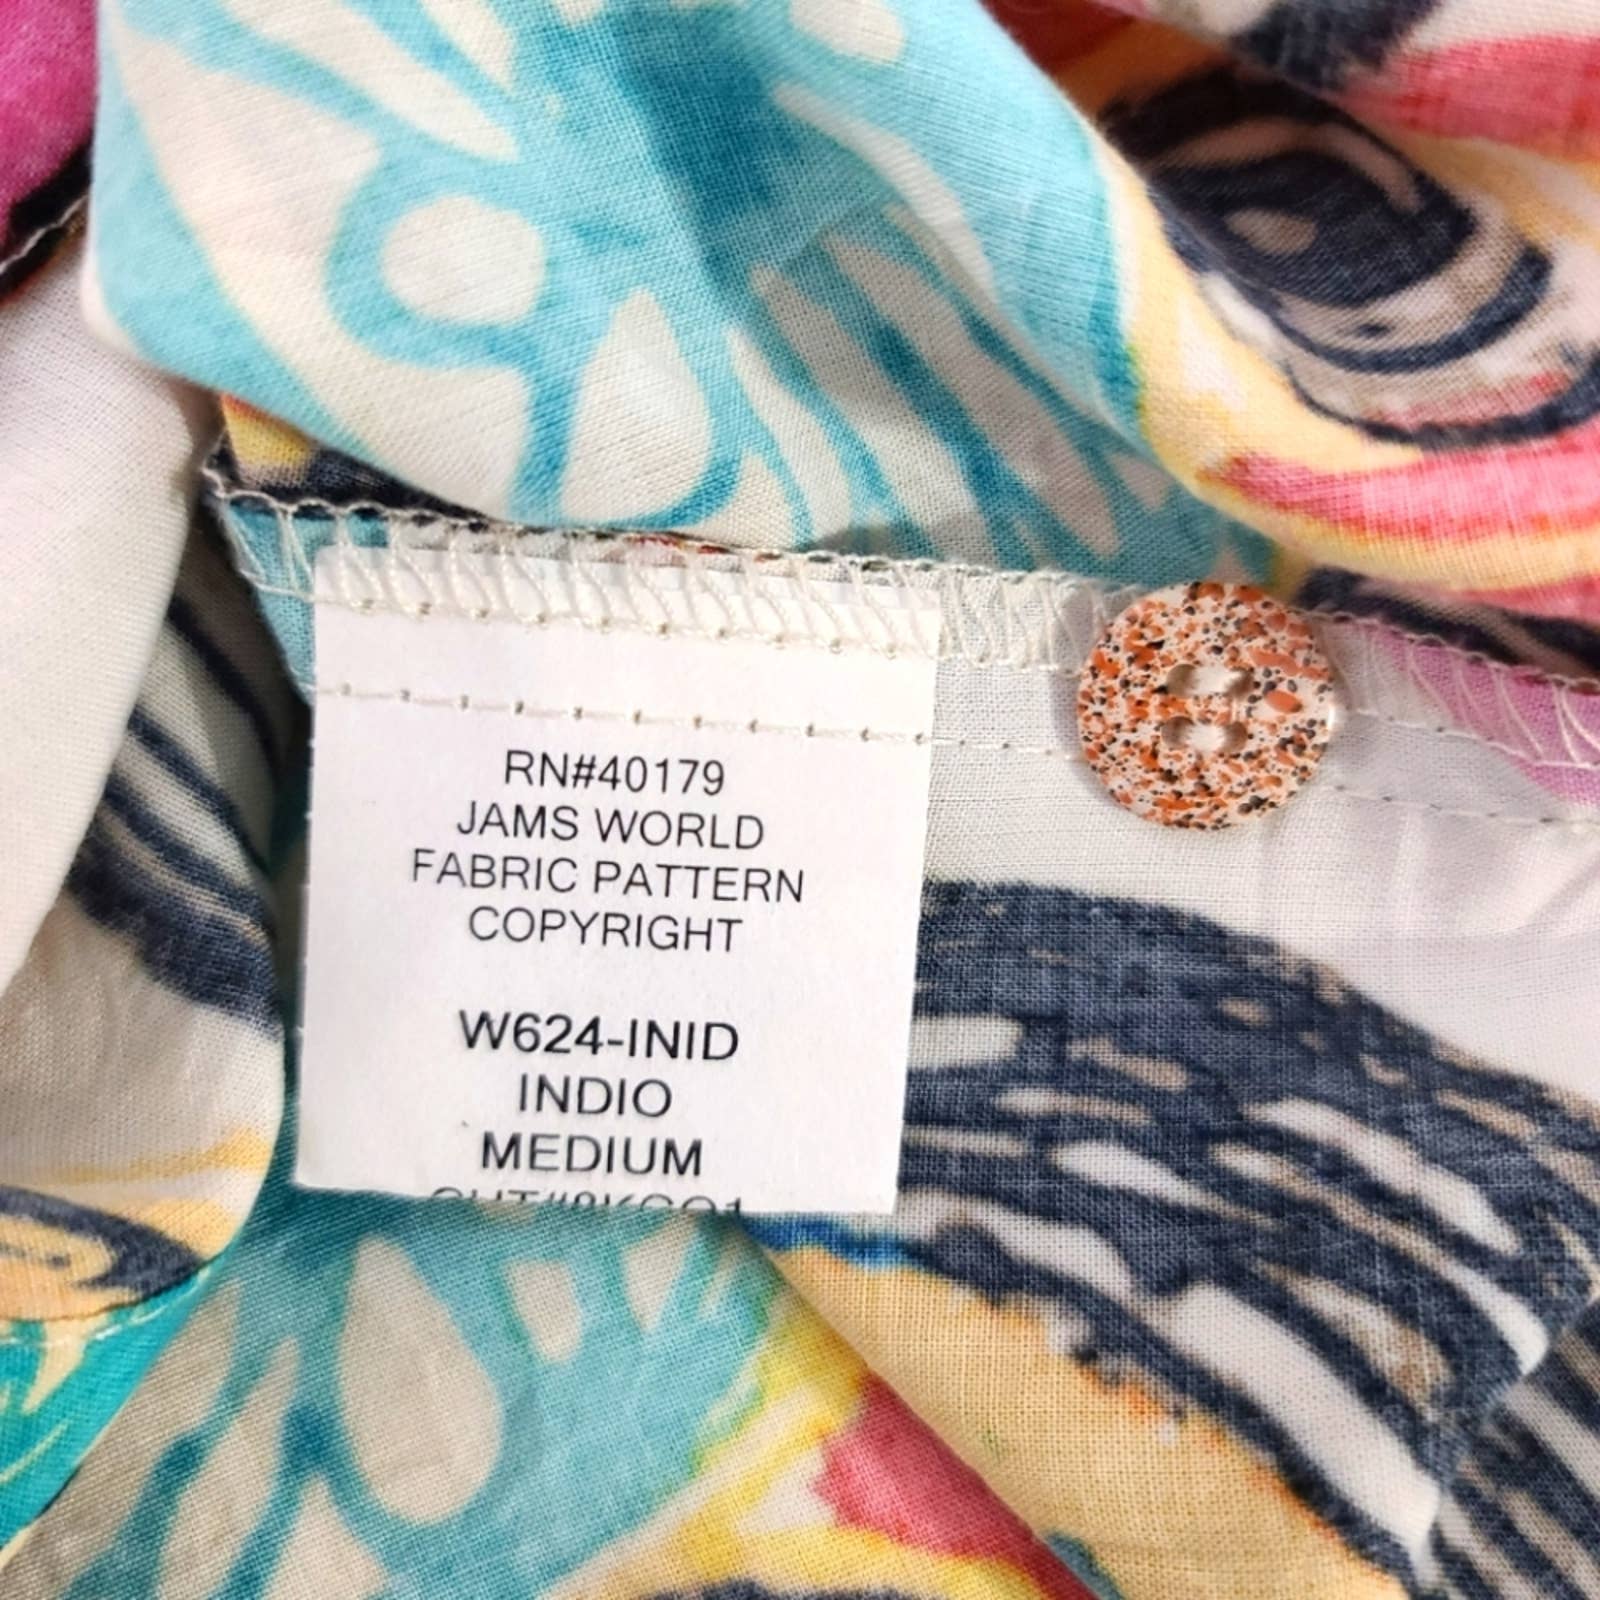 RN#40179
JAMS WORLD
FABRIC PATTERN
COPYRIGHT
W624-INID
INDIO
MEDIUM